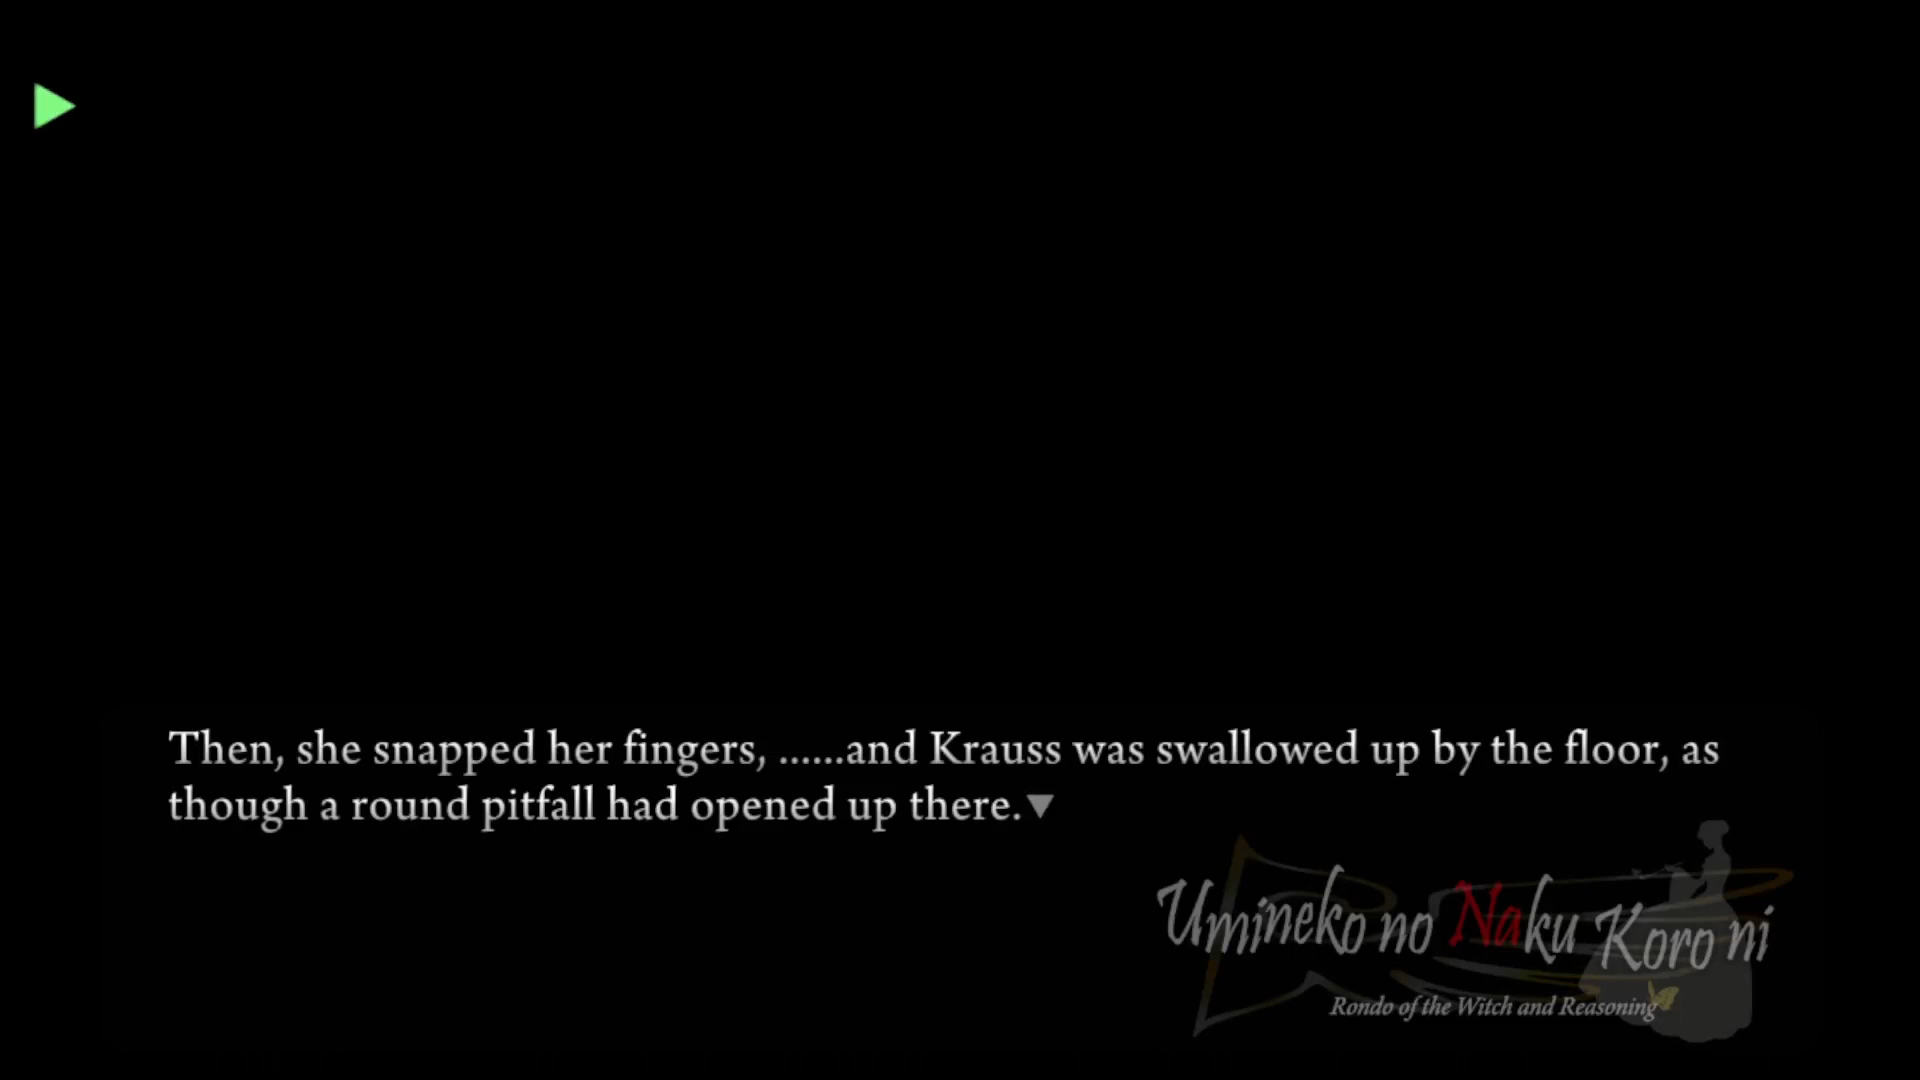 Then, she snapped her fingers, ......and Krauss was swallowed up by the floor, as
though a round pitfall had opened up there.
Umineko no Naku Koro ni
Rondo of the Witch and Reasoning